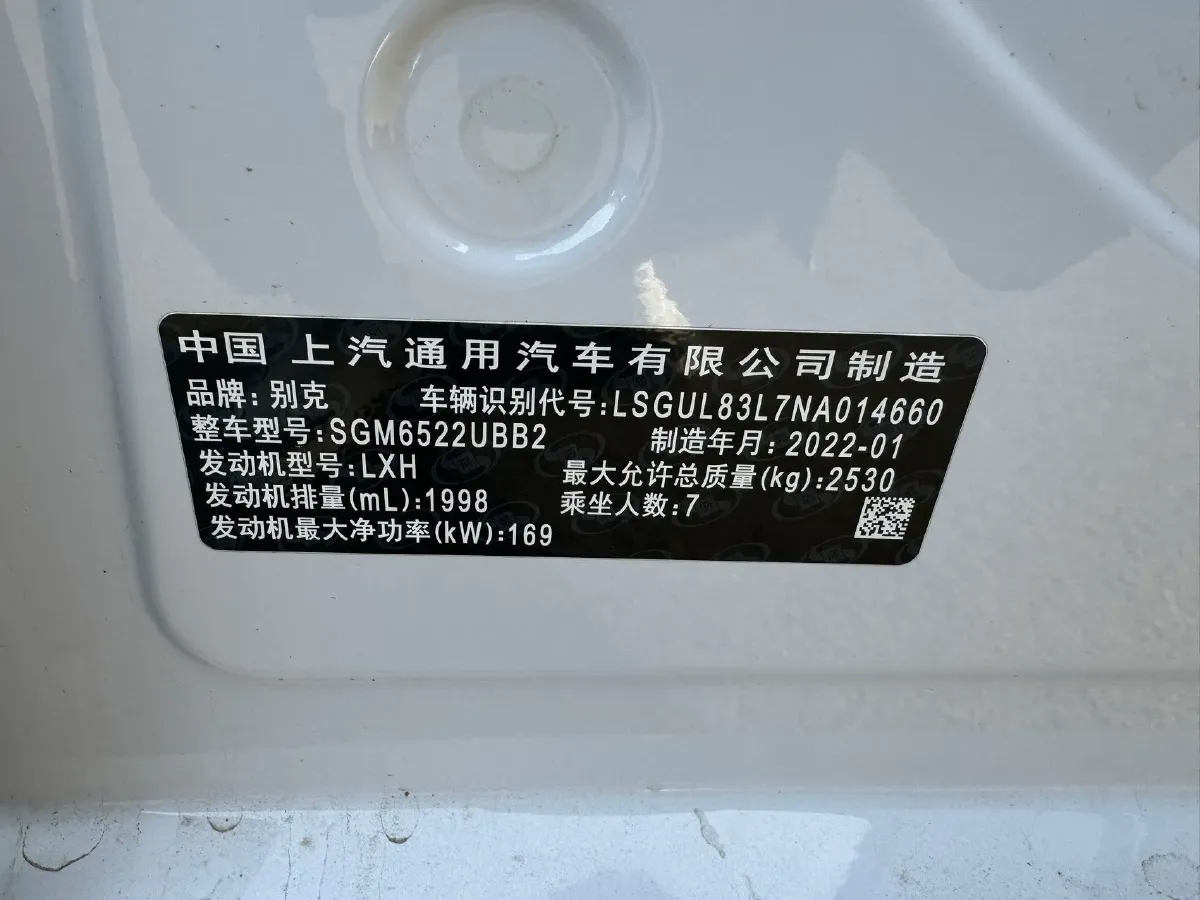 中国 上汽通用汽车有限公司制造
品牌: 别克 车辆识别代号:LSGUL83L7NA014660
整车型号:SGM6522UBB2 制造年月:2022-01
发动机型号:LXH 最大允许总质量(kg):2530
发动机排量(mL):1998 乘坐人数:7
发动机最大净功率(kW):169